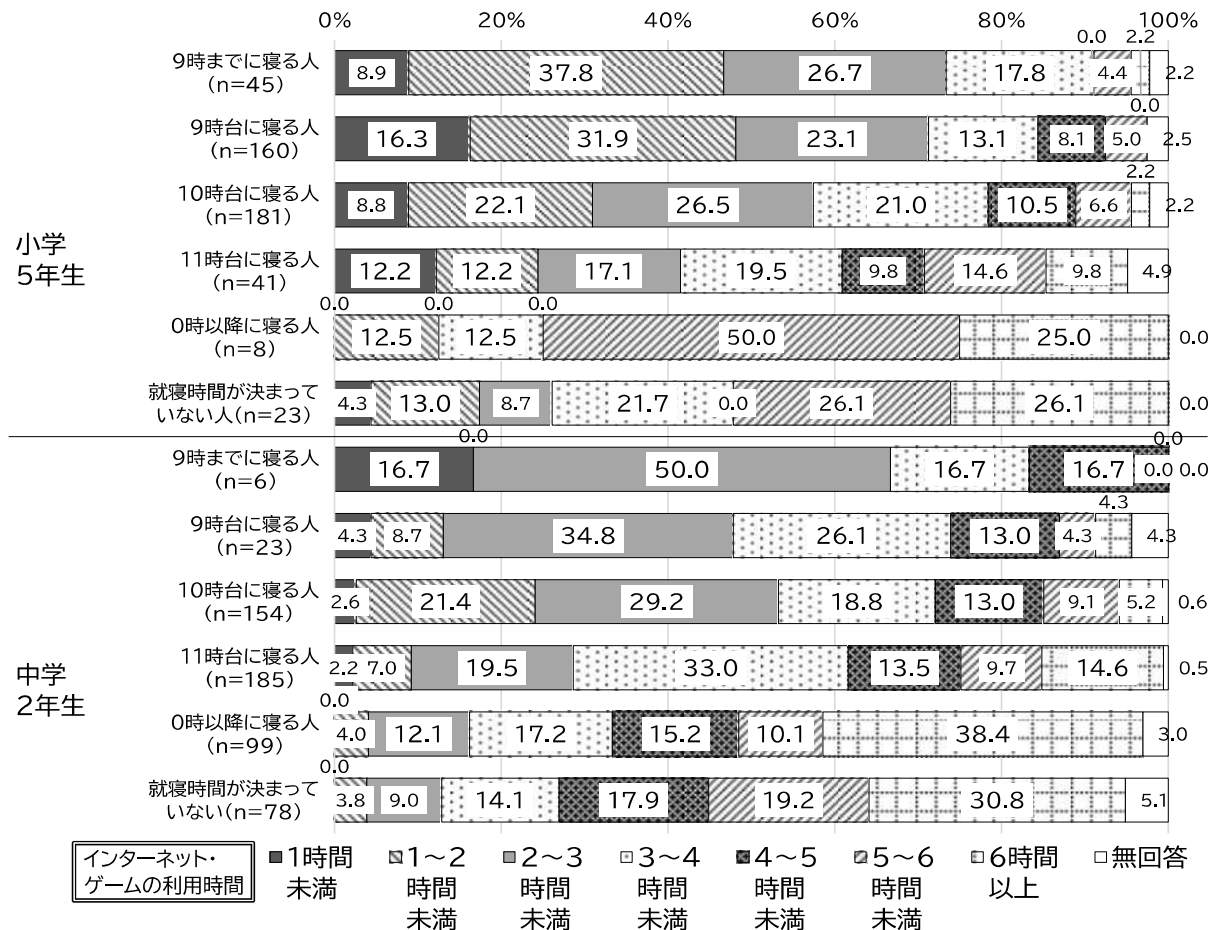 0% 20% 40% 60% 80% 100%
小学
5年生
9時までに寝る人
(n=45)
8.9 37.8 26.7 17.8 0.0 4.4 2.2 2.2
9時台に寝る人
(n=160)
16.3 31.9 23.1 13.1 8.1 5.0 0.0 2.5
10時台に寝る人
(n=181)
8.8 22.1 26.5 21.0 10.5 6.6 2.2 2.2
11時台に寝る人
(n=41)
12.2 12.2 17.1 19.5 9.8 14.6 9.8 4.9
0時以降に寝る人
(n=8)
0.0 12.5 0.0 12.5 0.0 50.0 25.0 0.0
就寝時間が決まって
いない人(n=23)
4.3 13.0 8.7 21.7 0.0 26.1 26.1 0.0
中学
2年生
9時までに寝る人
(n=6)
16.7 0.0 50.0 16.7 16.7 0.0 0.0 0.0
9時台に寝る人
(n=23)
4.3 8.7 34.8 26.1 13.0 4.3 4.3 4.3
10時台に寝る人
(n=154)
2.6 21.4 29.2 18.8 13.0 9.1 5.2 0.6
11時台に寝る人
(n=185)
2.2 7.0 19.5 33.0 13.5 9.7 14.6 0.5
0時以降に寝る人
(n=99)
0.0 4.0 12.1 17.2 15.2 10.1 38.4 3.0
就寝時間が決まって
いない(n=78)
0.0 3.8 9.0 14.1 17.9 19.2 30.8 5.1
インターネット・
ゲームの利用時間
1時間
未満
1~2
時間
未満
2~3
時間
未満
3~4
時間
未満
4~5
時間
未満
5~6
時間
未満
6時間
以上
無回答